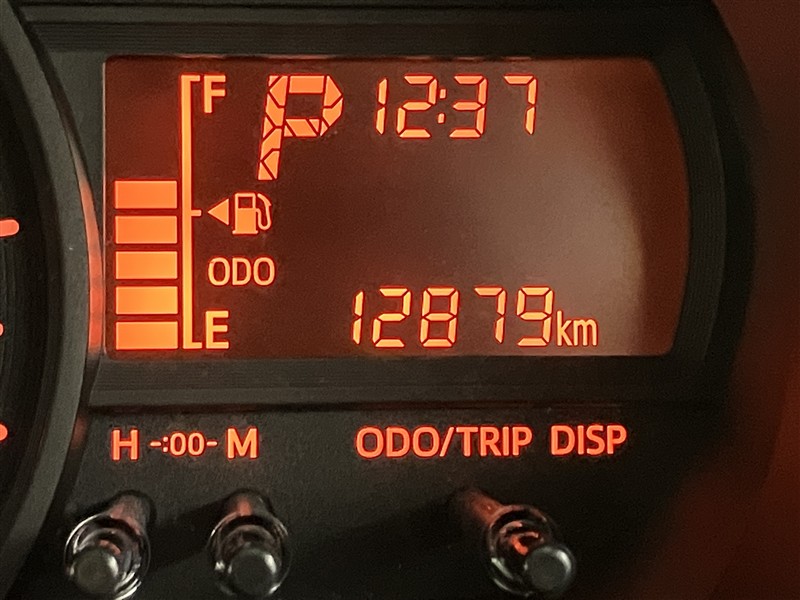 F P 12:37
ODO
E 12879km
H -:00- M ODO/TRIP DISP